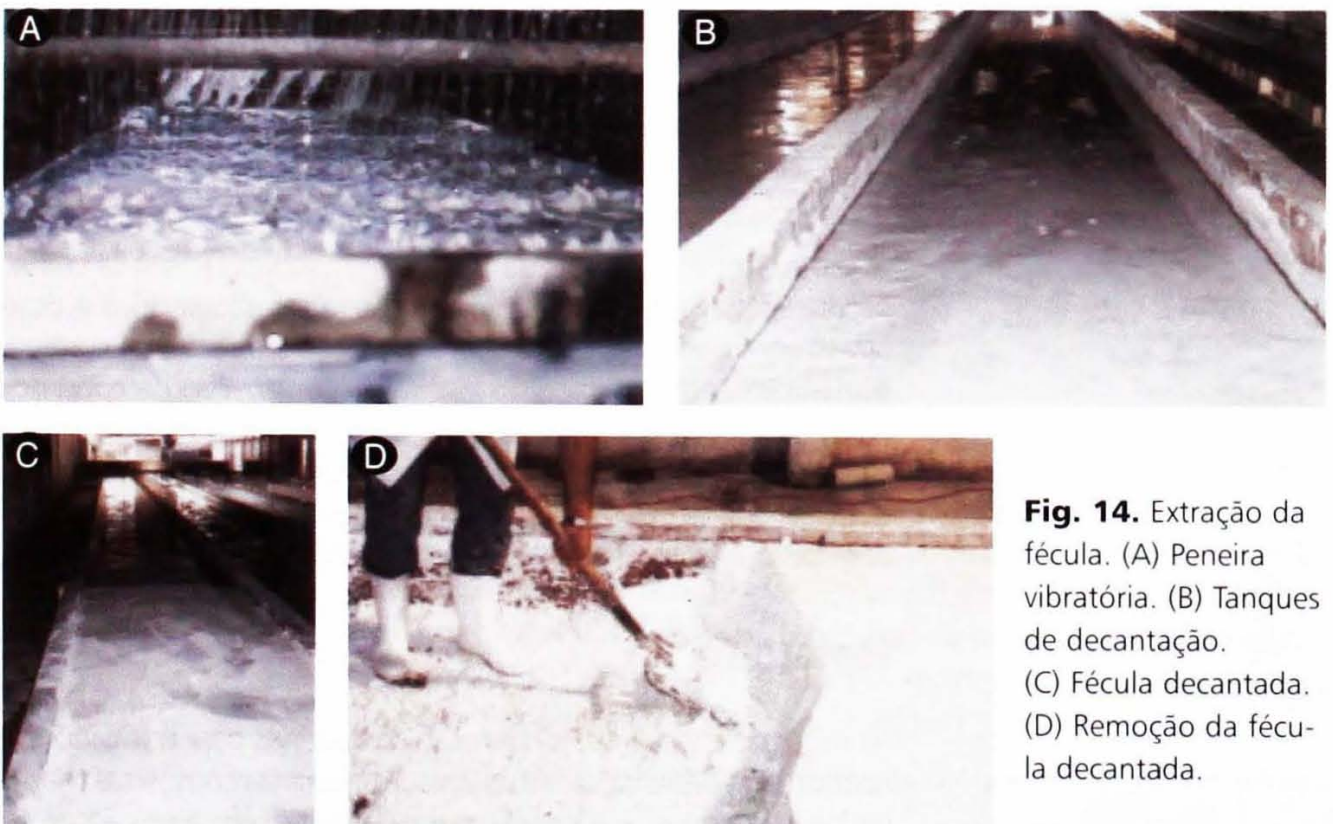 A
B
C
D
Fig. 14. Extração da
fécula. (A) Peneira
vibratória. (B) Tanques
de decantação.
(C) Fécula decantada.
(D) Remoção da fécu-
la decantada.